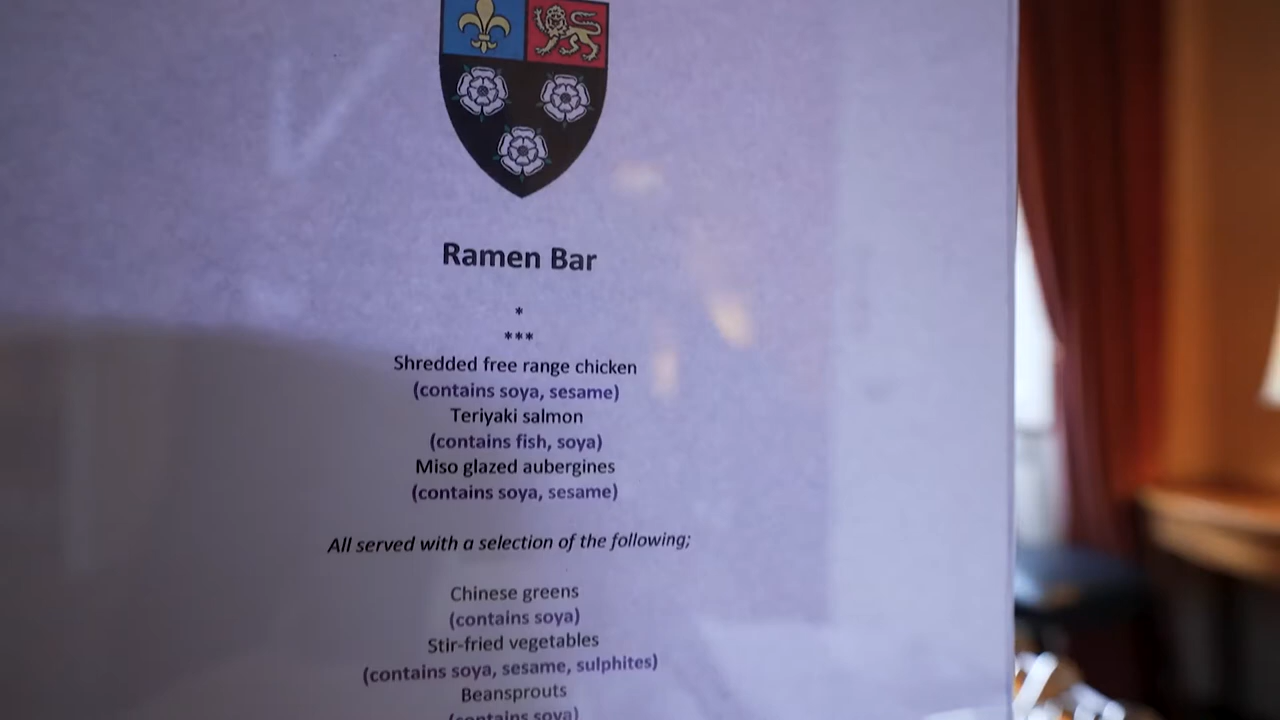 Ramen Bar
*
***
Shredded free range chicken
(contains soya, sesame)
Teriyaki salmon
(contains fish, soya)
Miso glazed aubergines
(contains soya, sesame)
All served with a selection of the following;
Chinese greens
(contains soya)
Stir-fried vegetables
(contains soya, sesame, sulphites)
Beansprouts
(contains soya)